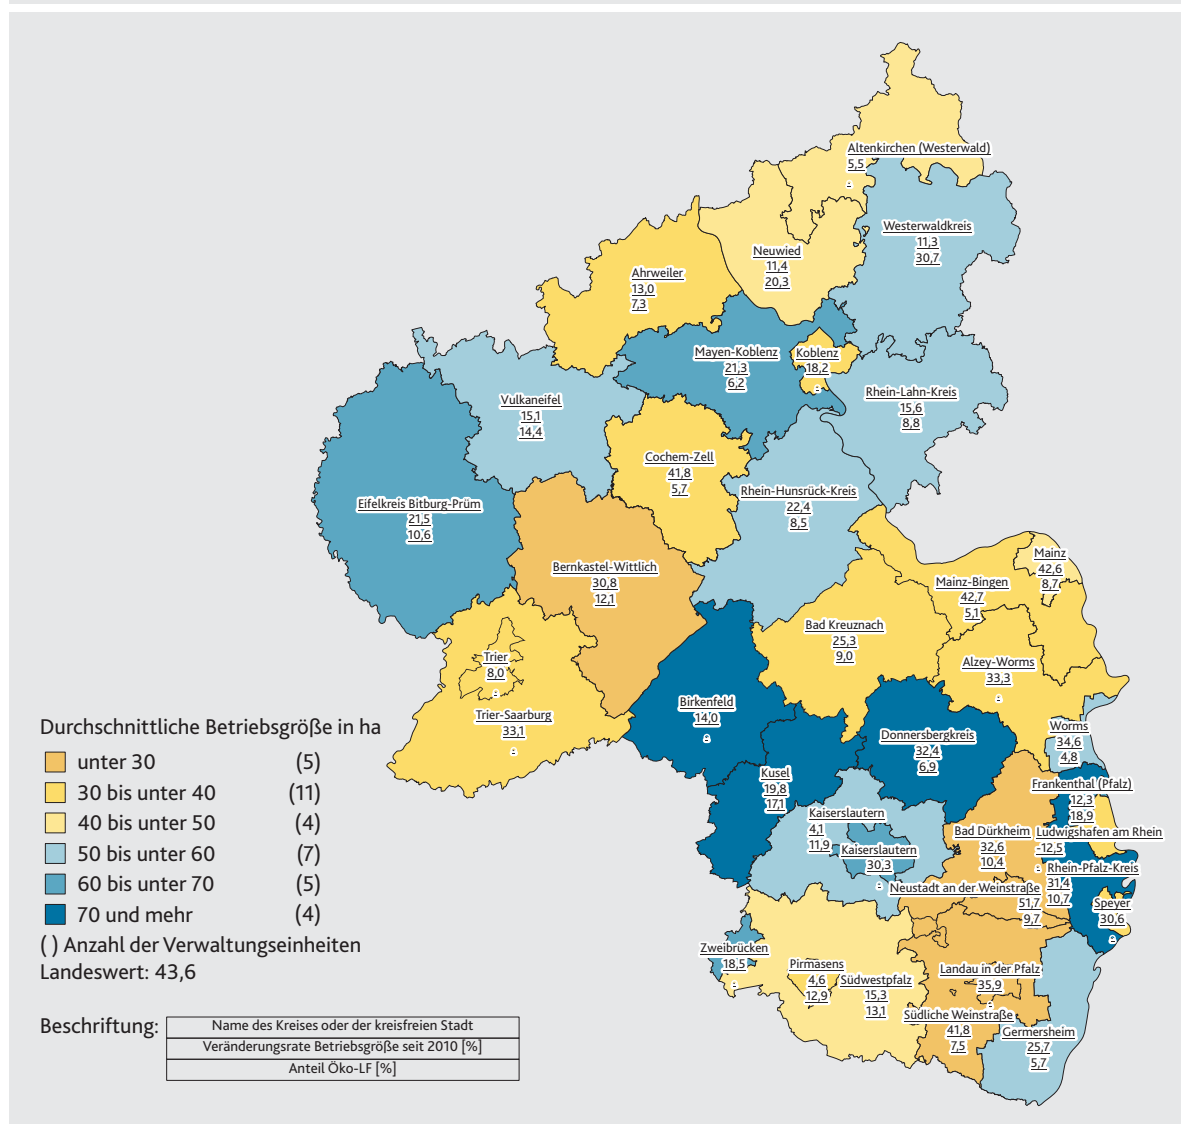 Altenkirchen (Westerwald)
5,5
.
Westerwaldkreis
11,3
30,7
Neuwied
11,4
20,3
Ahrweiler
13,0
7,3
Mayen-Koblenz
21,3
6,2
Koblenz
18,2
.
Rhein-Lahn-Kreis
15,6
8,8
Vulkaneifel
15,1
14,4
Cochem-Zell
41,8
5,7
Rhein-Hunsrück-Kreis
22,4
8,5
Eifelkreis Bitburg-Prüm
21,5
10,6
Bernkastel-Wittlich
30,8
12,1
Mainz
42,6
8,7
Mainz-Bingen
42,7
5,1
Bad Kreuznach
25,3
9,0
Alzey-Worms
33,3
.
Trier
8,0
.
Trier-Saarburg
33,1
.
Birkenfeld
14,0
.
Donnersbergkreis
32,4
6,9
Worms
34,6
4,8
Kusel
19,8
17,1
Frankenthal (Pfalz)
12,3
18,9
Kaiserslautern
4,1
11,9
Kaiserslautern
30,3
.
Bad Dürkheim
32,6
10,4
Ludwigshafen am Rhein
-12,5
.
Rhein-Pfalz-Kreis
31,4
10,7
Neustadt an der Weinstraße
51,7
9,7
Speyer
30,6
.
Zweibrücken
18,5
.
Pirmasens
4,6
12,9
Südwestpfalz
15,3
13,1
Landau in der Pfalz
35,9
.
Südliche Weinstraße
41,8
7,5
Germersheim
25,7
5,7
Durchschnittliche Betriebsgröße in ha
unter 30 (5)
30 bis unter 40 (11)
40 bis unter 50 (4)
50 bis unter 60 (7)
60 bis unter 70 (5)
70 und mehr (4)
( ) Anzahl der Verwaltungseinheiten
Landeswert: 43,6
Beschriftung:
Name des Kreises oder der kreisfreien Stadt
Veränderungsrate Betriebsgröße seit 2010 [%]
Anteil Öko-LF [%]